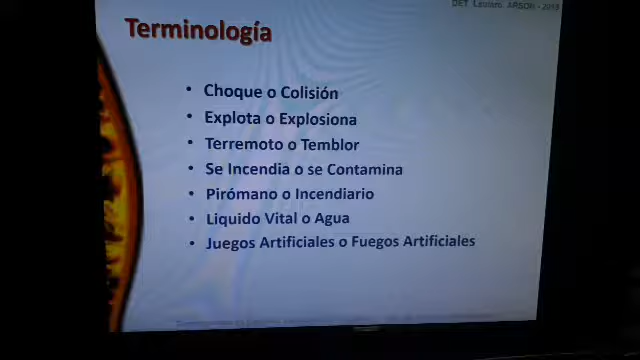 Terminología
• Choque o Colisión
• Explota o Explosiona
• Terremoto o Temblor
• Se Incendia o se Contamina
• Pirómano o Incendiario
• Liquido Vital o Agua
• Juegos Artificiales o Fuegos Artificiales